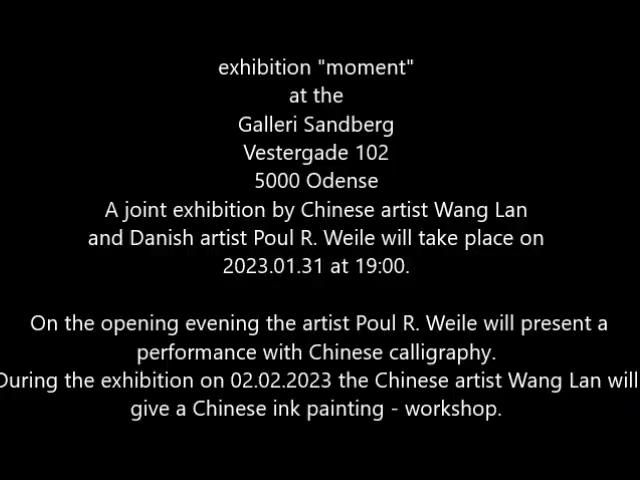 exhibition "moment"
at the
Galleri Sandberg
Vestergade 102
5000 Odense
A joint exhibition by Chinese artist Wang Lan
and Danish artist Poul R. Weile will take place on
2023.01.31 at 19:00.
On the opening evening the artist Poul R. Weile will present a
performance with Chinese calligraphy.
During the exhibition on 02.02.2023 the Chinese artist Wang Lan will
give a Chinese ink painting - workshop.